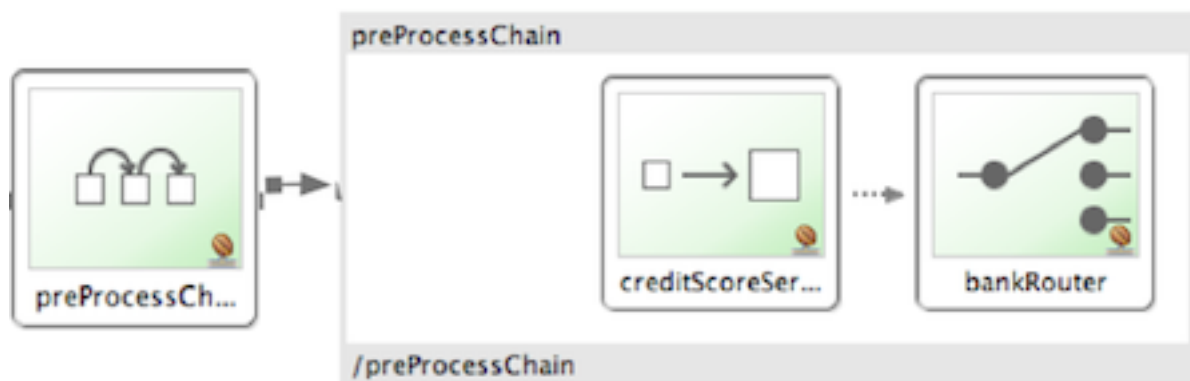 preProcessChain
preProcessCh...
creditScoreSer...
bankRouter
/preProcessChain